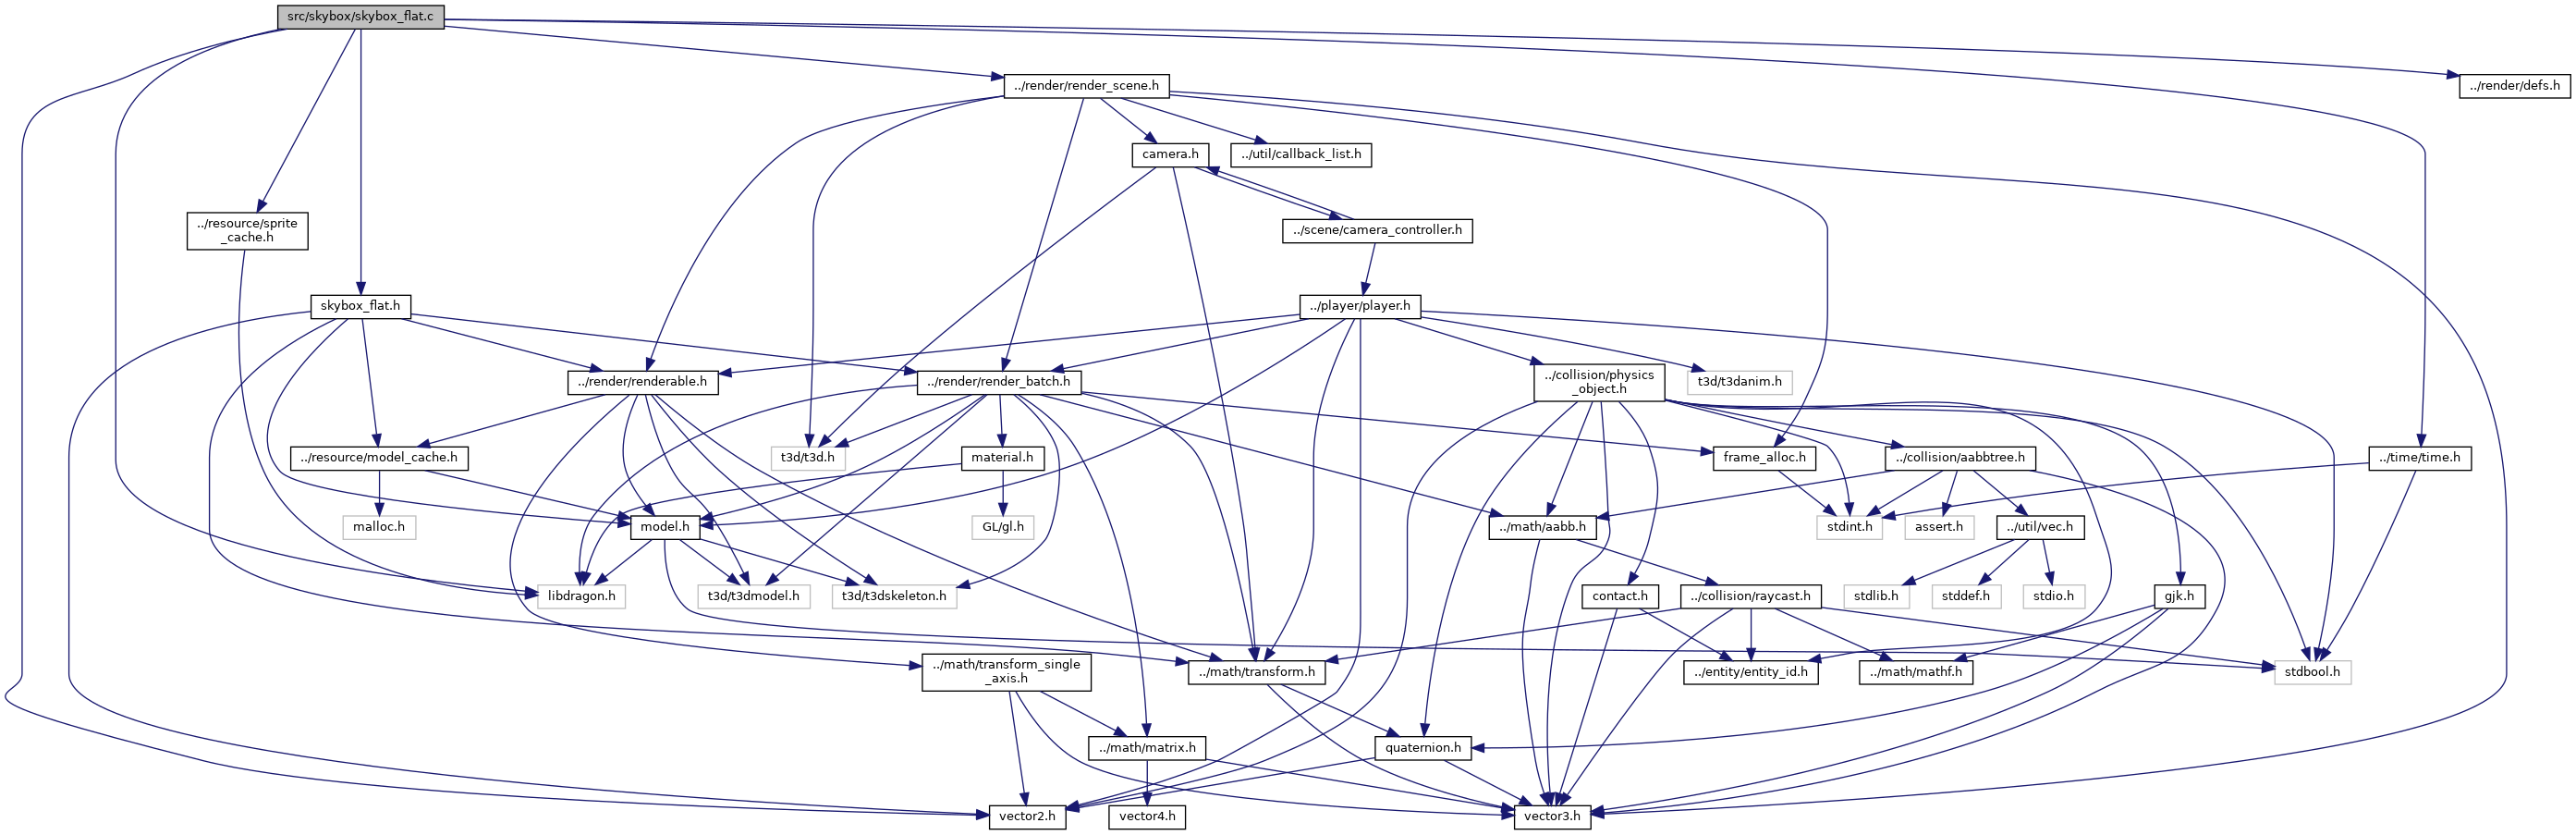 src/skybox/skybox_flat.c
../render/render_scene.h
../render/defs.h
camera.h
../util/callback_list.h
../resource/sprite
_cache.h
../scene/camera_controller.h
skybox_flat.h
../player/player.h
../render/renderable.h
../render/render_batch.h
../collision/physics
_object.h
t3d/t3danim.h
../resource/model_cache.h
t3d/t3d.h
material.h
frame_alloc.h
../collision/aabbtree.h
../time/time.h
malloc.h
model.h
GL/gl.h
../math/aabb.h
stdint.h
assert.h
../util/vec.h
libdragon.h
t3d/t3dmodel.h
t3d/t3dskeleton.h
contact.h
../collision/raycast.h
stdlib.h
stddef.h
stdio.h
gjk.h
../math/transform_single
_axis.h
../math/transform.h
../entity/entity_id.h
../math/mathf.h
stdbool.h
../math/matrix.h
quaternion.h
vector2.h
vector4.h
vector3.h